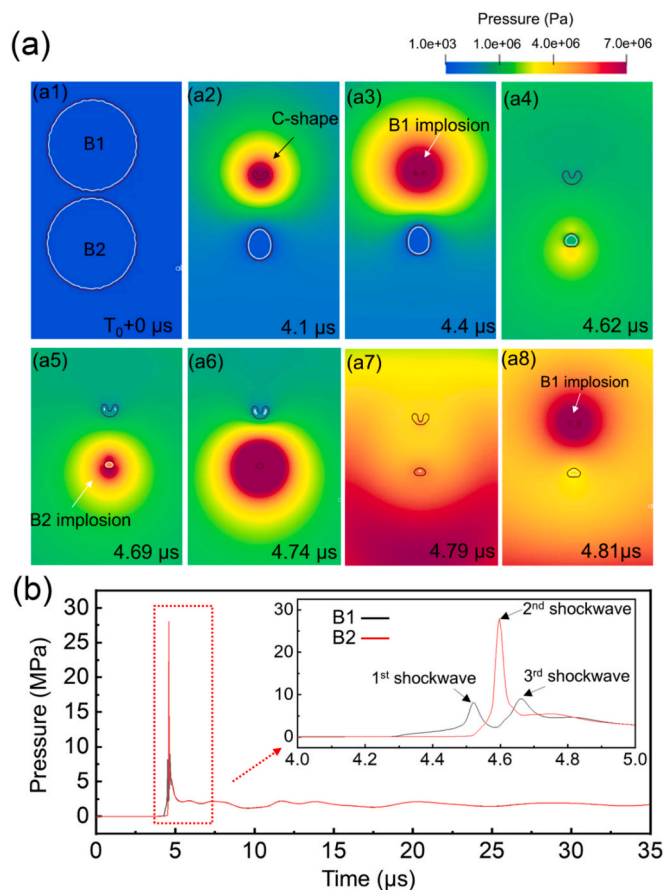 (a)
Pressure (Pa)
1.0e+03 1.0e+06 4.0e+06 7.0e+06
(a1) (a2) (a3) (a4)
C-shape
B1 implosion
B1
B2
T₀+0 μs 4.1 μs 4.4 μs 4.62 μs
(a5) (a6) (a7) (a8)
B1 implosion
B2 implosion
4.69 μs 4.74 μs 4.79 μs 4.81μs
(b)
30
25
20
15
10
5
0
Pressure (MPa)
30
20
10
0
B1
B2
2ⁿᵈ shockwave
1ˢᵗ shockwave
3ʳᵈ shockwave
4.0 4.2 4.4 4.6 4.8 5.0
0 5 10 15 20 25 30 35
Time (μs)